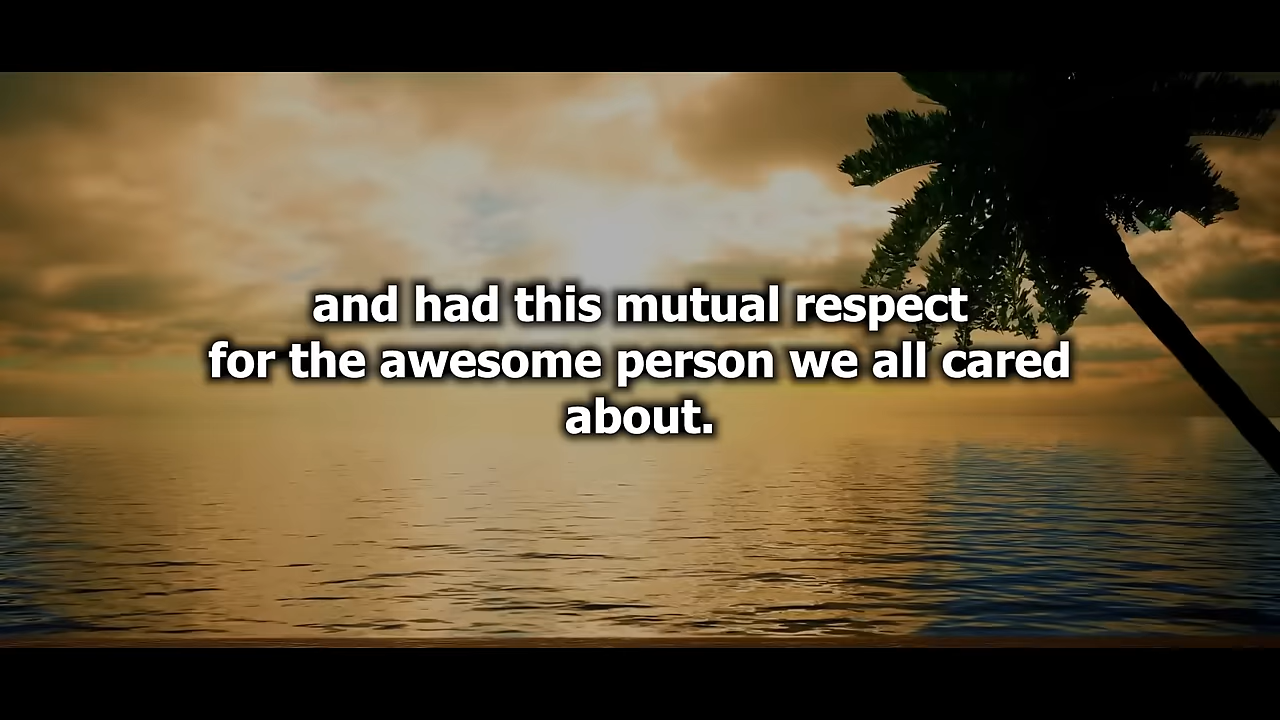 and had this mutual respect
for the awesome person we all cared
about.